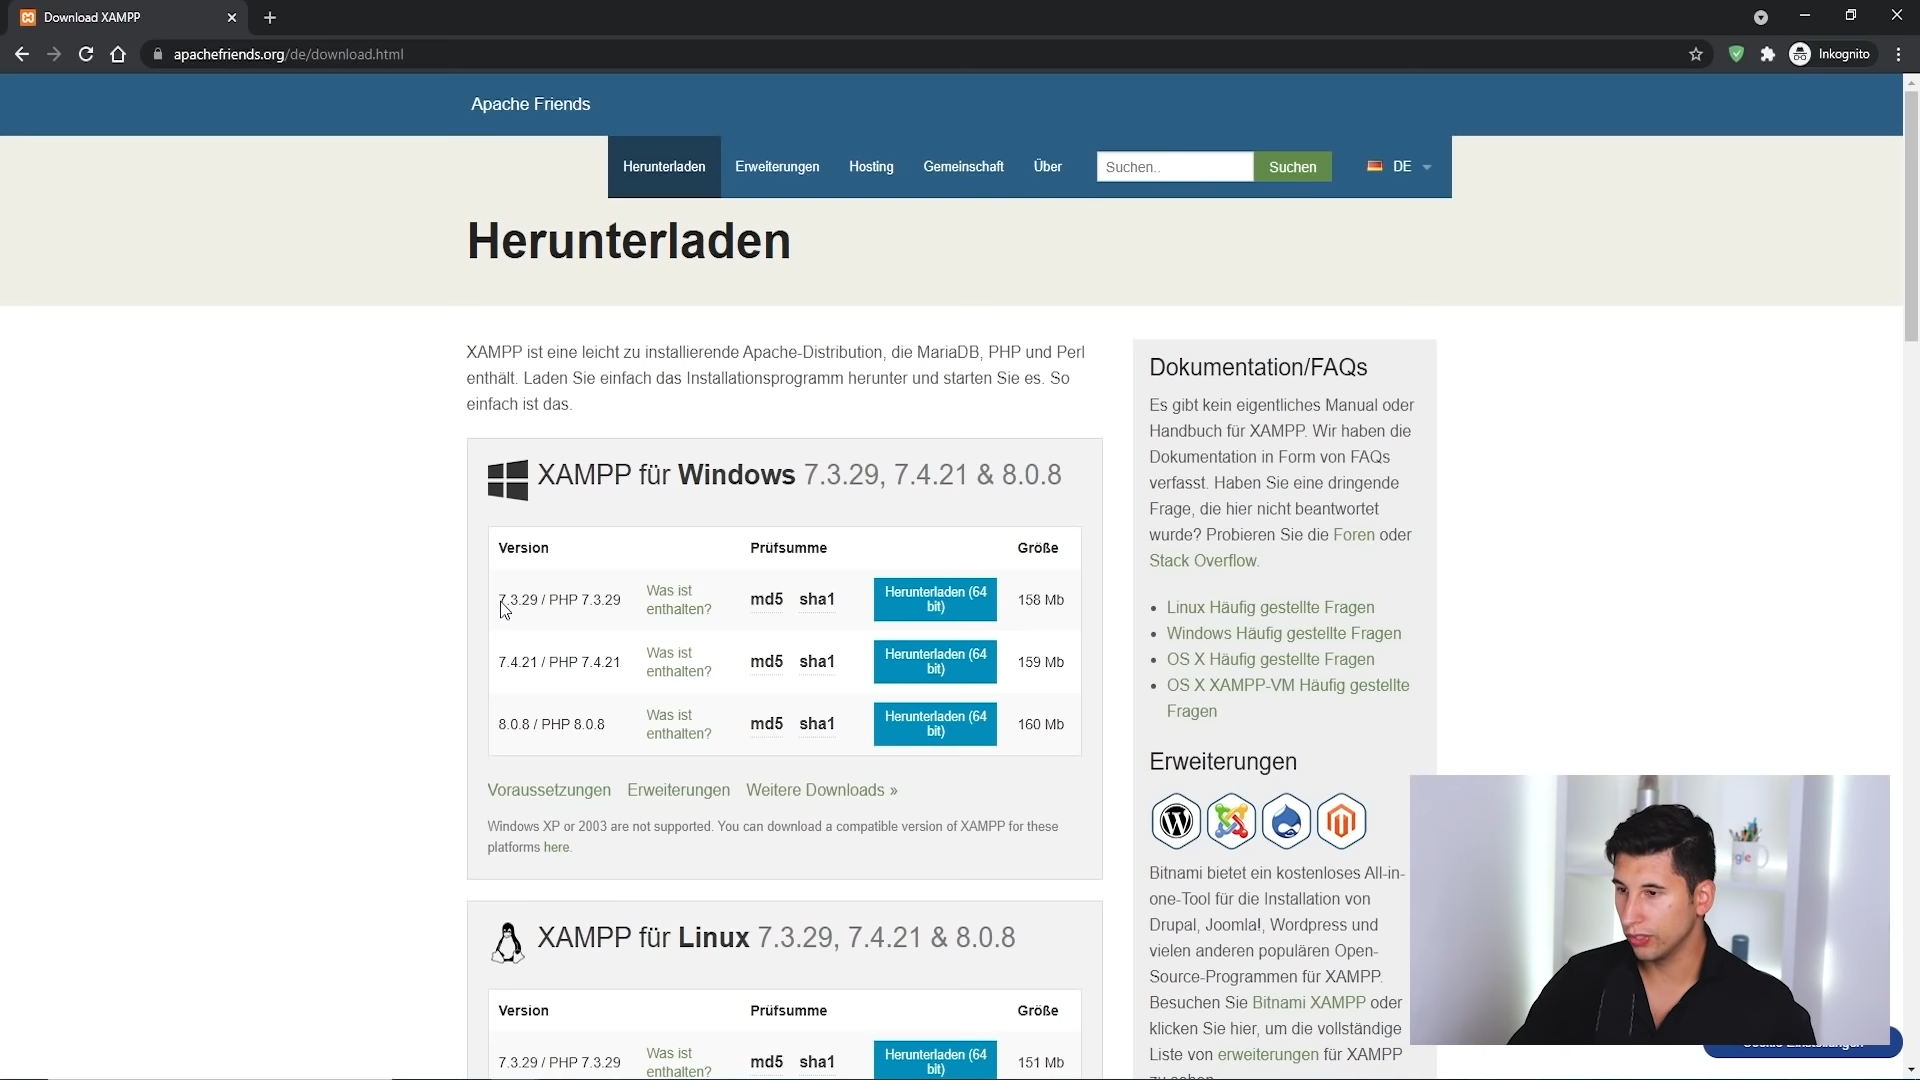 Download XAMPP
apachefriends.org/de/download.html
Inkognito
Apache Friends
Herunterladen
Erweiterungen
Hosting
Gemeinschaft
Über
Suchen..
Suchen
DE
Herunterladen
XAMPP ist eine leicht zu installierende Apache-Distribution, die MariaDB, PHP und Perl
enthält. Laden Sie einfach das Installationsprogramm herunter und starten Sie es. So
einfach ist das.
XAMPP für Windows 7.3.29, 7.4.21 & 8.0.8
Version Prüfsumme Größe
7.3.29 / PHP 7.3.29 Was ist enthalten? md5 sha1 Herunterladen (64 bit) 158 Mb
7.4.21 / PHP 7.4.21 Was ist enthalten? md5 sha1 Herunterladen (64 bit) 159 Mb
8.0.8 / PHP 8.0.8 Was ist enthalten? md5 sha1 Herunterladen (64 bit) 160 Mb
Voraussetzungen Erweiterungen Weitere Downloads »
Windows XP or 2003 are not supported. You can download a compatible version of XAMPP for these
platforms here.
XAMPP für Linux 7.3.29, 7.4.21 & 8.0.8
Version Prüfsumme Größe
7.3.29 / PHP 7.3.29 Was ist enthalten? md5 sha1 Herunterladen (64 bit) 151 Mb
Dokumentation/FAQs
Es gibt kein eigentliches Manual oder
Handbuch für XAMPP. Wir haben die
Dokumentation in Form von FAQs
verfasst. Haben Sie eine dringende
Frage, die hier nicht beantwortet
wurde? Probieren Sie die Foren oder
Stack Overflow.
Linux Häufig gestellte Fragen
Windows Häufig gestellte Fragen
OS X Häufig gestellte Fragen
OS X XAMPP-VM Häufig gestellte
Fragen
Erweiterungen
Bitnami bietet ein kostenloses All-in-
one-Tool für die Installation von
Drupal, Joomla!, Wordpress und
vielen anderen populären Open-
Source-Programmen für XAMPP.
Besuchen Sie Bitnami XAMPP oder
klicken Sie hier, um die vollständige
Liste von erweiterungen für XAMPP